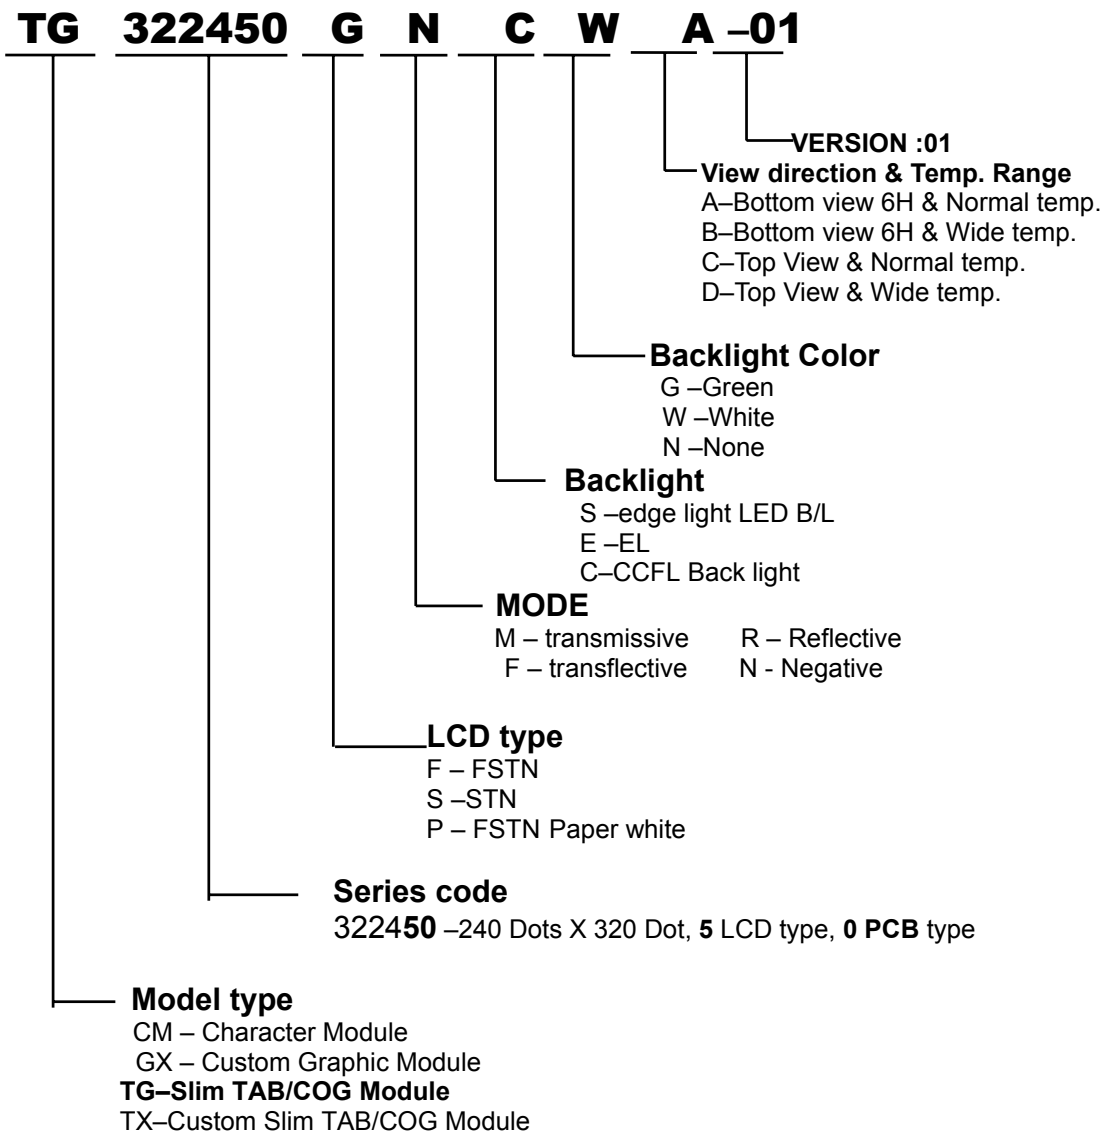 TG 322450 G N C W A –01
VERSION :01
View direction & Temp. Range
A–Bottom view 6H & Normal temp.
B–Bottom view 6H & Wide temp.
C–Top View & Normal temp.
D–Top View & Wide temp.
Backlight Color
G –Green
W –White
N –None
Backlight
S –edge light LED B/L
E –EL
C–CCFL Back light
MODE
M – transmissive R – Reflective
F – transflective N - Negative
LCD type
F – FSTN
S –STN
P – FSTN Paper white
Series code
322450 –240 Dots X 320 Dot, 5 LCD type, 0 PCB type
Model type
CM – Character Module
GX – Custom Graphic Module
TG–Slim TAB/COG Module
TX–Custom Slim TAB/COG Module